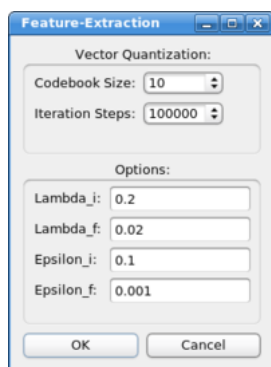 Feature-Extraction
Vector Quantization:
Codebook Size: 10
Iteration Steps: 100000
Options:
Lambda_i: 0.2
Lambda_f: 0.02
Epsilon_i: 0.1
Epsilon_f: 0.001
OK Cancel